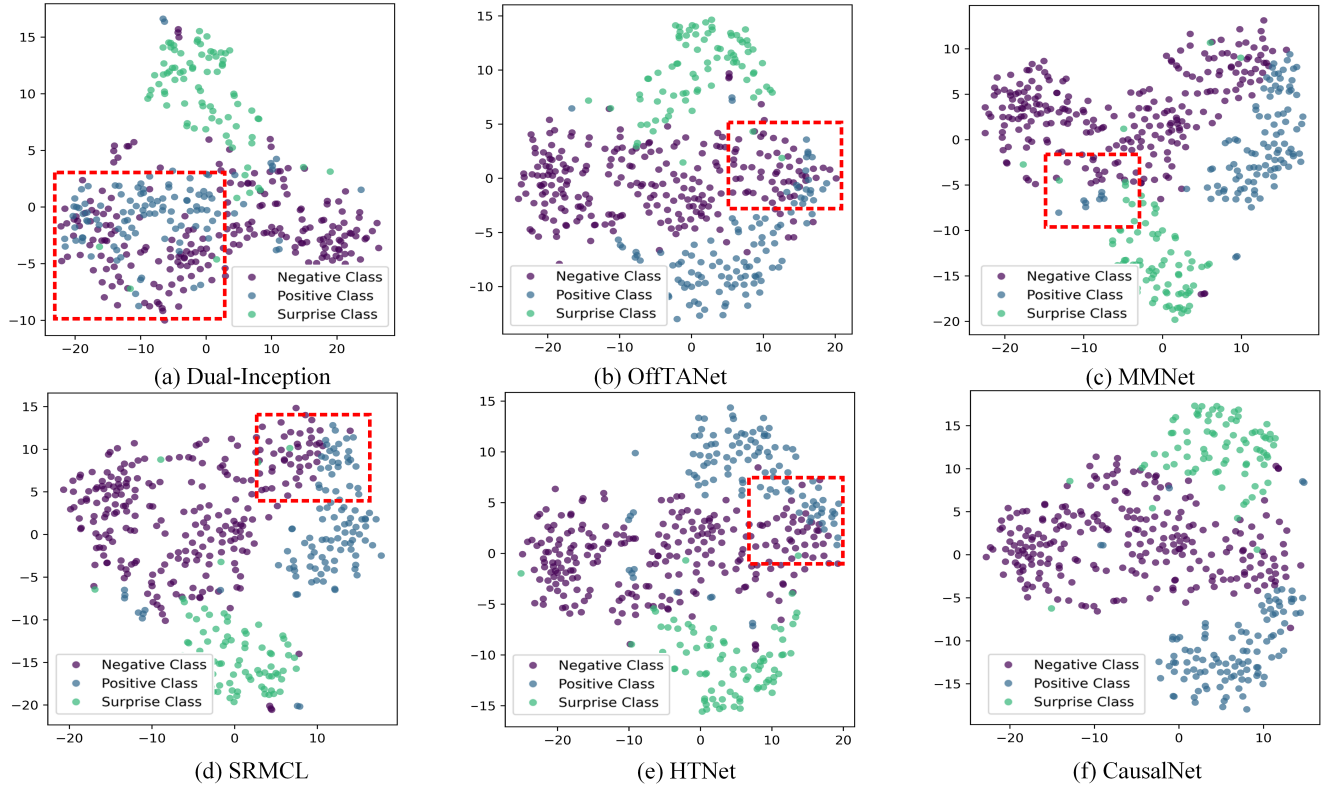 15
10
5
0
−5
−10
−20 −10 0 10 20
Negative Class
Positive Class
Surprise Class
(a) Dual-Inception
15
10
5
0
−5
−10
−20 −10 0 10 20
Negative Class
Positive Class
Surprise Class
(b) OffTANet
10
5
0
−5
−10
−15
−20
−20 −10 0 10
Negative Class
Positive Class
Surprise Class
(c) MMNet
15
10
5
0
−5
−10
−15
−20
−20 −10 0 10
Negative Class
Positive Class
Surprise Class
(d) SRMCL
15
10
5
0
−5
−10
−15
−20 −10 0 10 20
Negative Class
Positive Class
Surprise Class
(e) HTNet
15
10
5
0
−5
−10
−15
−20 −10 0 10
Negative Class
Positive Class
Surprise Class
(f) CausalNet